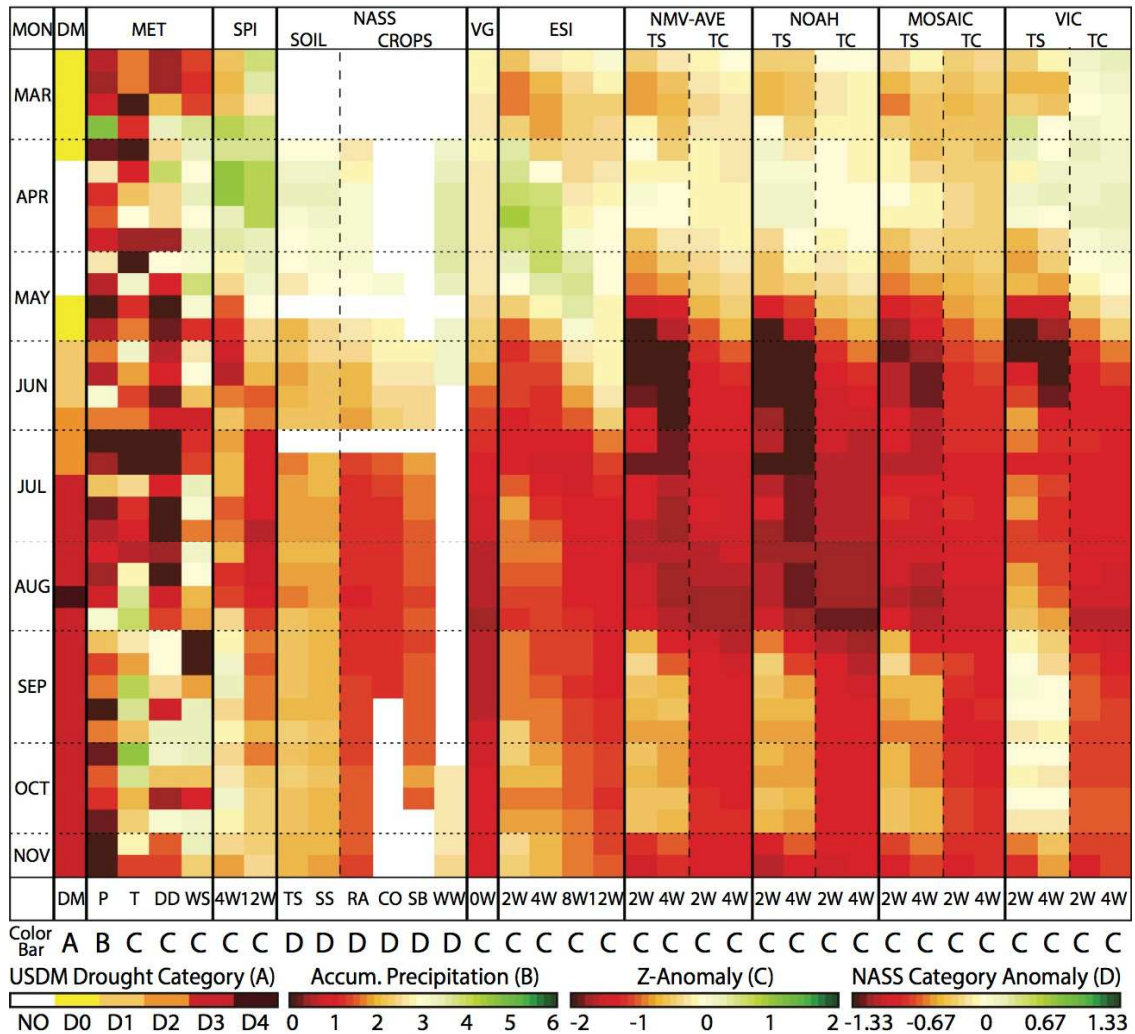 MON DM MET SPI NASS VG ESI NMV-AVE NOAH MOSAIC VIC
SOIL CROPS TS TC TS TC TS TC TS TC
MAR
APR
MAY
JUN
JUL
AUG
SEP
OCT
NOV
DM P T DD WS 4W 12W TS SS RA CO SB WW 0W 2W 4W 8W 12W 2W 4W 2W 4W 2W 4W 2W 4W 2W 4W 2W 4W 2W 4W 2W 4W
Color
Bar A B C C C C C D D D D D D C C C C C C C C C C C C C C C C C C C C C
USDM Drought Category (A) Accum. Precipitation (B) Z-Anomaly (C) NASS Category Anomaly (D)
NO D0 D1 D2 D3 D4 0 1 2 3 4 5 6 -2 -1 0 1 2 -1.33 -0.67 0 0.67 1.33